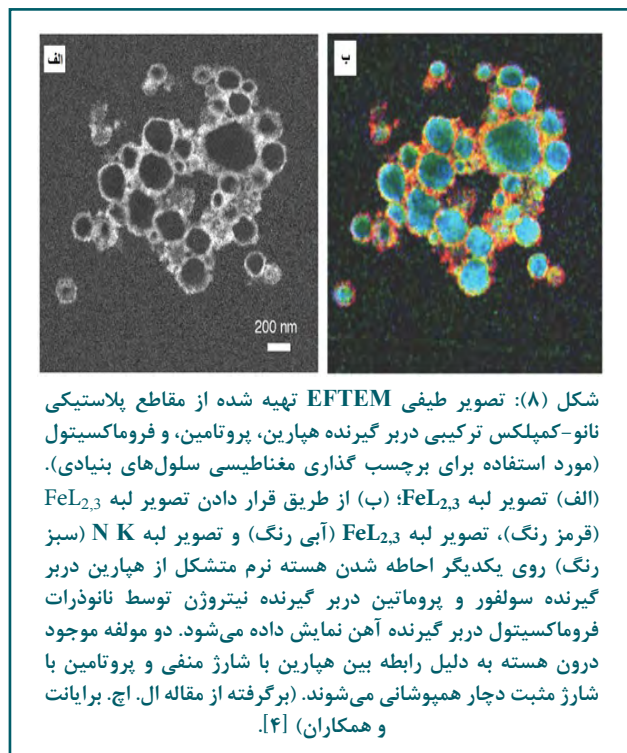 الف
ب
200 nm
شکل (۸): تصویر طیفی EFTEM تهیه شده از مقاطع پلاستیکی
نانو-کمپلکس ترکیبی دربر گیرنده هپارین، پروتامین، و فروماکسیتول
(مورد استفاده برای برچسب گذاری مغناطیسی سلول‌های بنیادی).
(الف) تصویر لبه FeL2,3؛ (ب) از طریق قرار دادن تصویر لبه FeL2,3
(قرمز رنگ)، تصویر لبه FeL2,3 (آبی رنگ) و تصویر لبه N K (سبز
رنگ) روی یکدیگر احاطه شدن هسته نرم متشکل از هپارین دربر
گیرنده سولفور و پروماتین دربر گیرنده نیتروژن توسط نانوذرات
فروماکسیتول دربر گیرنده آهن نمایش داده می‌شود. دو مولفه موجود
درون هسته به دلیل رابطه بین هپارین با شارژ منفی و پروتامین با
شارژ مثبت دچار همپوشانی می‌شوند. (برگرفته از مقاله ال. اچ. برایانت
و همکاران) [۴].